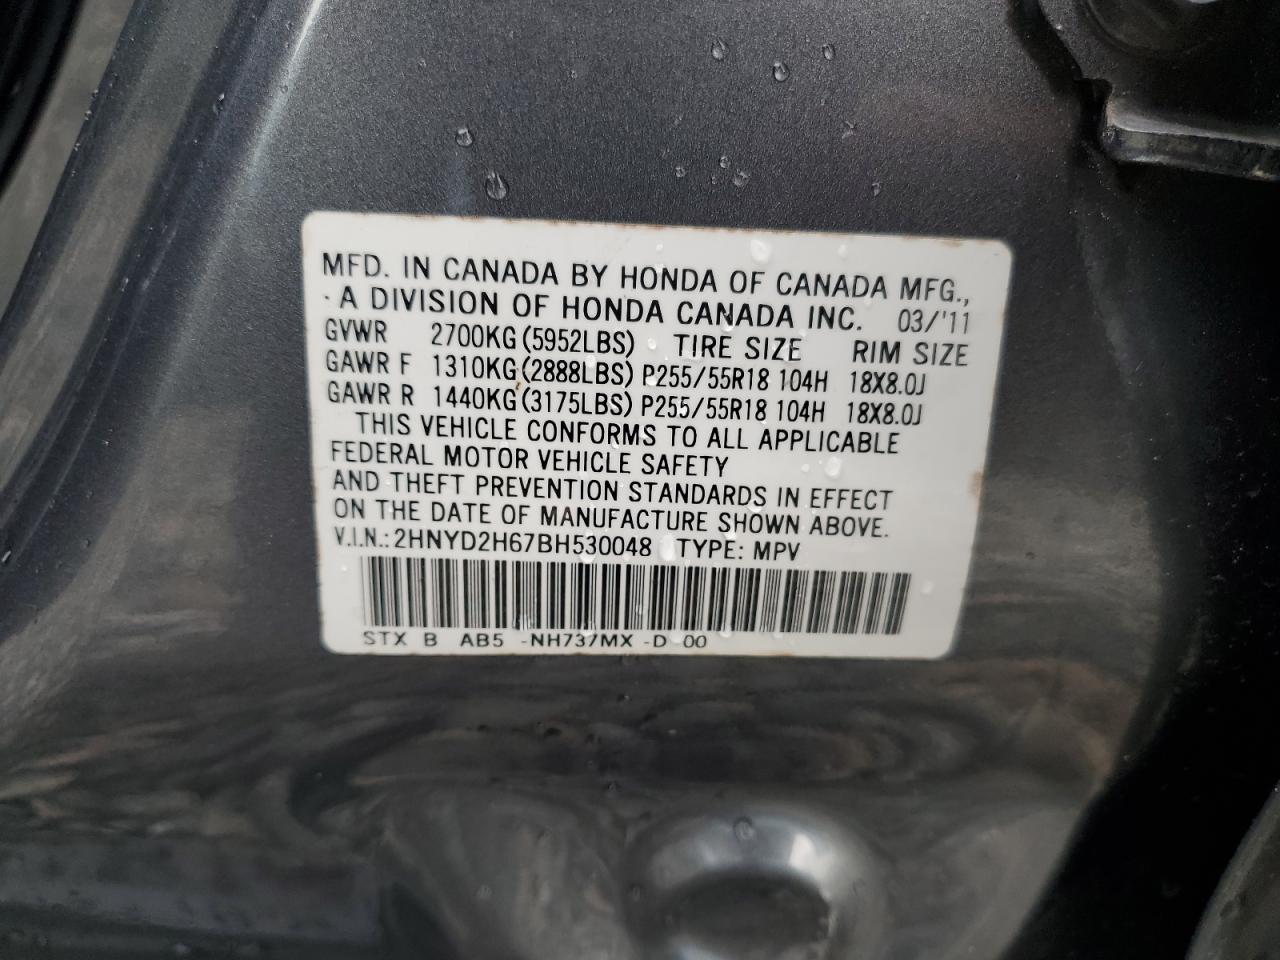 MFD. IN CANADA BY HONDA OF CANADA MFG.,
A DIVISION OF HONDA CANADA INC. 03/'11
GVWR 2700KG(5952LBS) TIRE SIZE RIM SIZE
GAWR F 1310KG(2888LBS) P255/55R18 104H 18X8.0J
GAWR R 1440KG(3175LBS) P255/55R18 104H 18X8.0J
THIS VEHICLE CONFORMS TO ALL APPLICABLE
FEDERAL MOTOR VEHICLE SAFETY
AND THEFT PREVENTION STANDARDS IN EFFECT
ON THE DATE OF MANUFACTURE SHOWN ABOVE.
V.I.N.:2HNYD2H67BH530048 TYPE: MPV
STX B AB5 -NH737MX -D 00